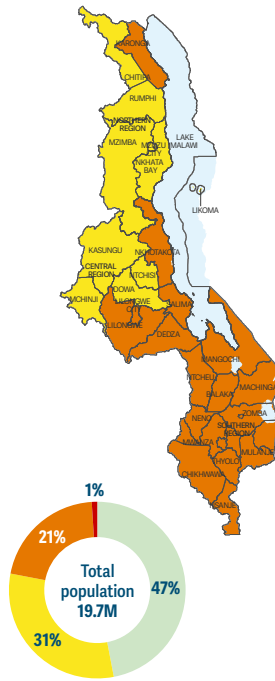 KARONGA
CHITIPA
RUMPHI
NORTHERN
REGION
MZIMBA
MZUZU
CITY
NKHATA
BAY
LAKE
MALAWI
LIKOMA
KASUNGU
NKHOTAKOTA
CENTRAL
REGION
NTCHISI
DOWA
MCHINJI
LILONGWE
CITY
SALIMA
LILONGWE
DEDZA
MANGOCHI
NTCHEU
MACHINGA
BALAKA
ZOMBA
NENO
SOUTHERN
REGION
MWANZA
MULANJE
THYOLO
CHIKHWAWA
NSANJE
1%
21%
47%
31%
Total
population
19.7M